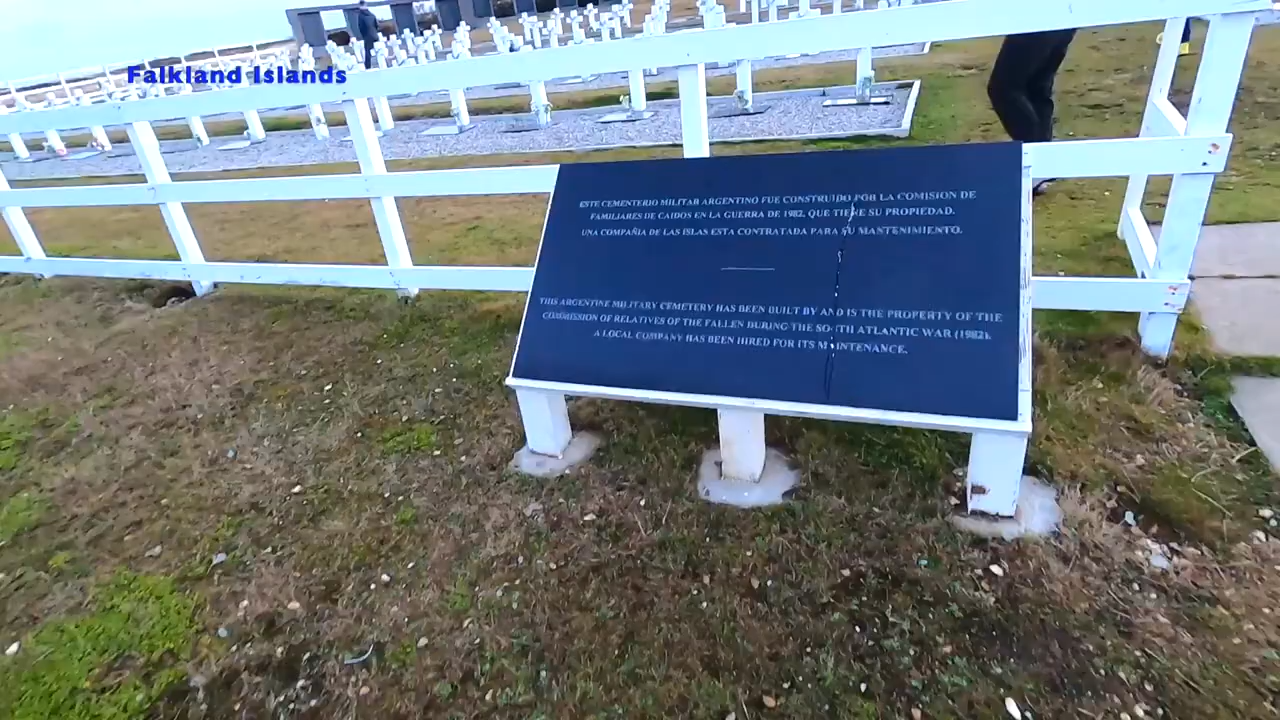 Falkland Islands
ESTE CEMENTERIO MILITAR ARGENTINO FUE CONSTRUIDO POR LA COMISION DE
FAMILIARES DE CAIDOS EN LA GUERRA DE 1982, QUE TIENE SU PROPIEDAD.
UNA COMPAÑIA DE LAS ISLAS ESTA CONTRATADA PARA SU MANTENIMIENTO.
THIS ARGENTINE MILITARY CEMETERY HAS BEEN BUILT BY AND IS THE PROPERTY OF THE
COMMISSION OF RELATIVES OF THE FALLEN DURING THE SOUTH ATLANTIC WAR (1982).
A LOCAL COMPANY HAS BEEN HIRED FOR ITS MAINTENANCE.